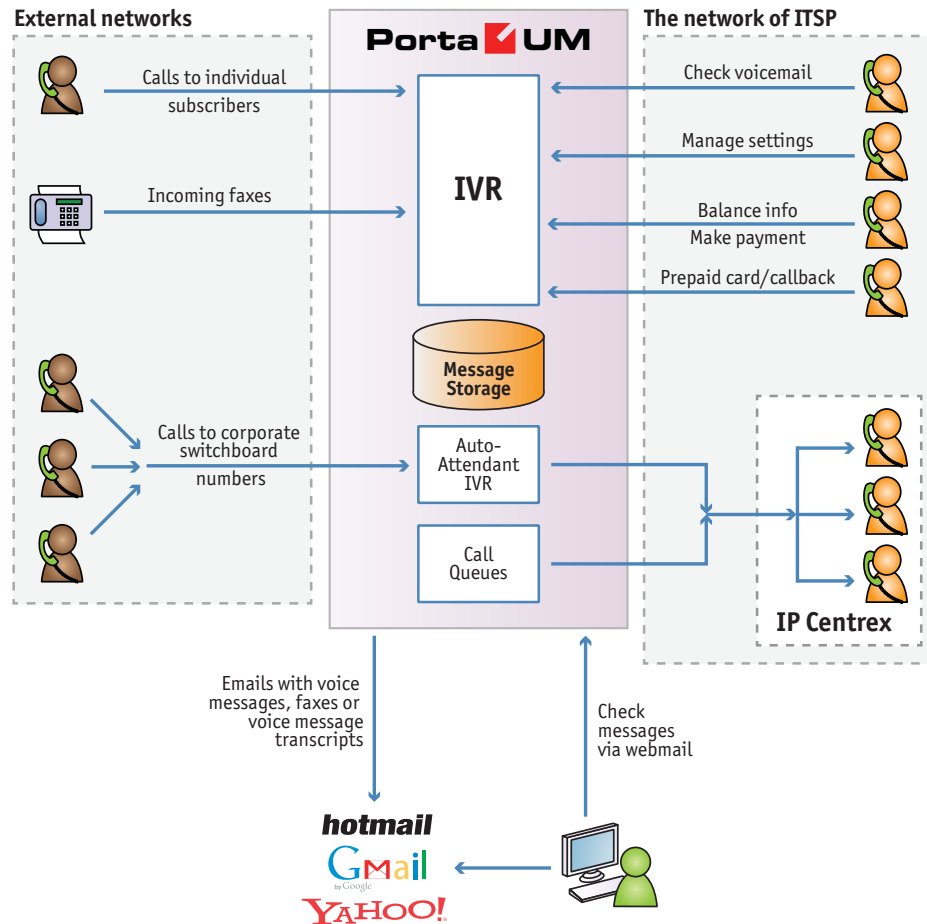 External networks
Porta UM
The network of ITSP
Calls to individual
subscribers
Incoming faxes
Calls to corporate
switchboard
numbers
IVR
Message
Storage
Auto-
Attendant
IVR
Call
Queues
Check voicemail
Manage settings
Balance info
Make payment
Prepaid card/callback
IP Centrex
Emails with voice
messages, faxes or
voice message
transcripts
Check
messages
via webmail
hotmail
GMail
by Google
YAHOO!